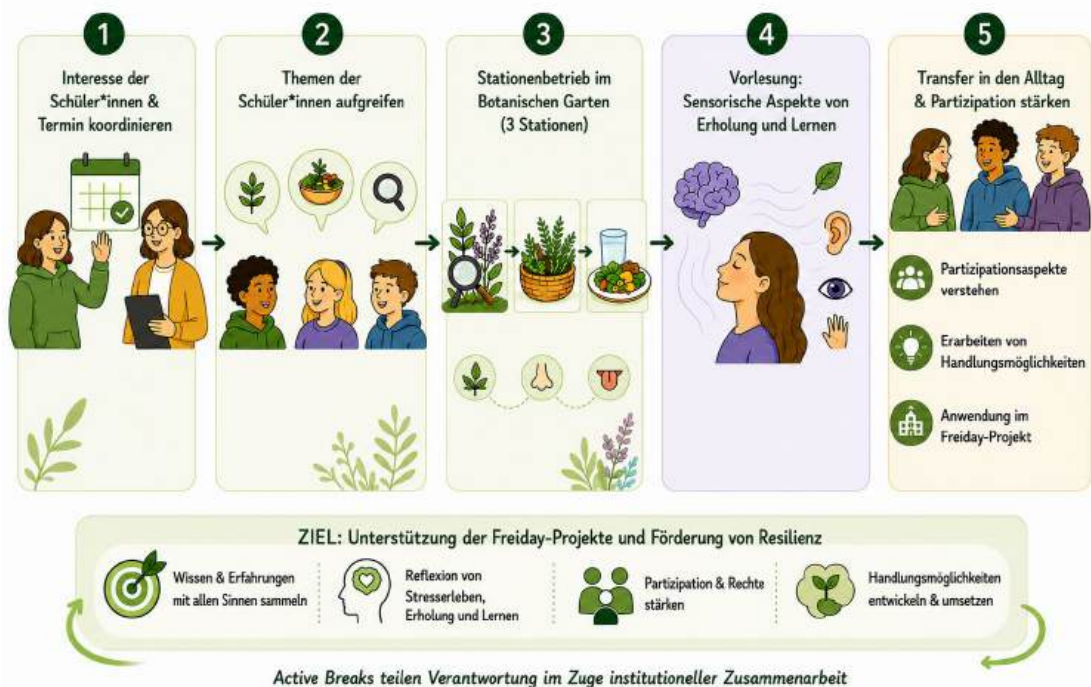 1
Interesse der
Schüler*innen &
Termin koordinieren
2
Themen der
Schüler*innen aufgreifen
3
Stationenbetrieb im
Botanischen Garten
(3 Stationen)
4
Vorlesung:
Sensorische Aspekte von
Erholung und Lernen
5
Transfer in den Alltag
& Partizipation stärken
Partizipationsaspekte
verstehen
Erarbeiten von
Handlungsmöglichkeiten
Anwendung im
Freiday-Projekt
ZIEL: Unterstützung der Freiday-Projekte und Förderung von Resilienz
Wissen & Erfahrungen
mit allen Sinnen sammeln
Reflexion von
Stresserleben,
Erholung und Lernen
Partizipation & Rechte
stärken
Handlungsmöglichkeiten
entwickeln & umsetzen
Active Breaks teilen Verantwortung im Zuge institutioneller Zusammenarbeit